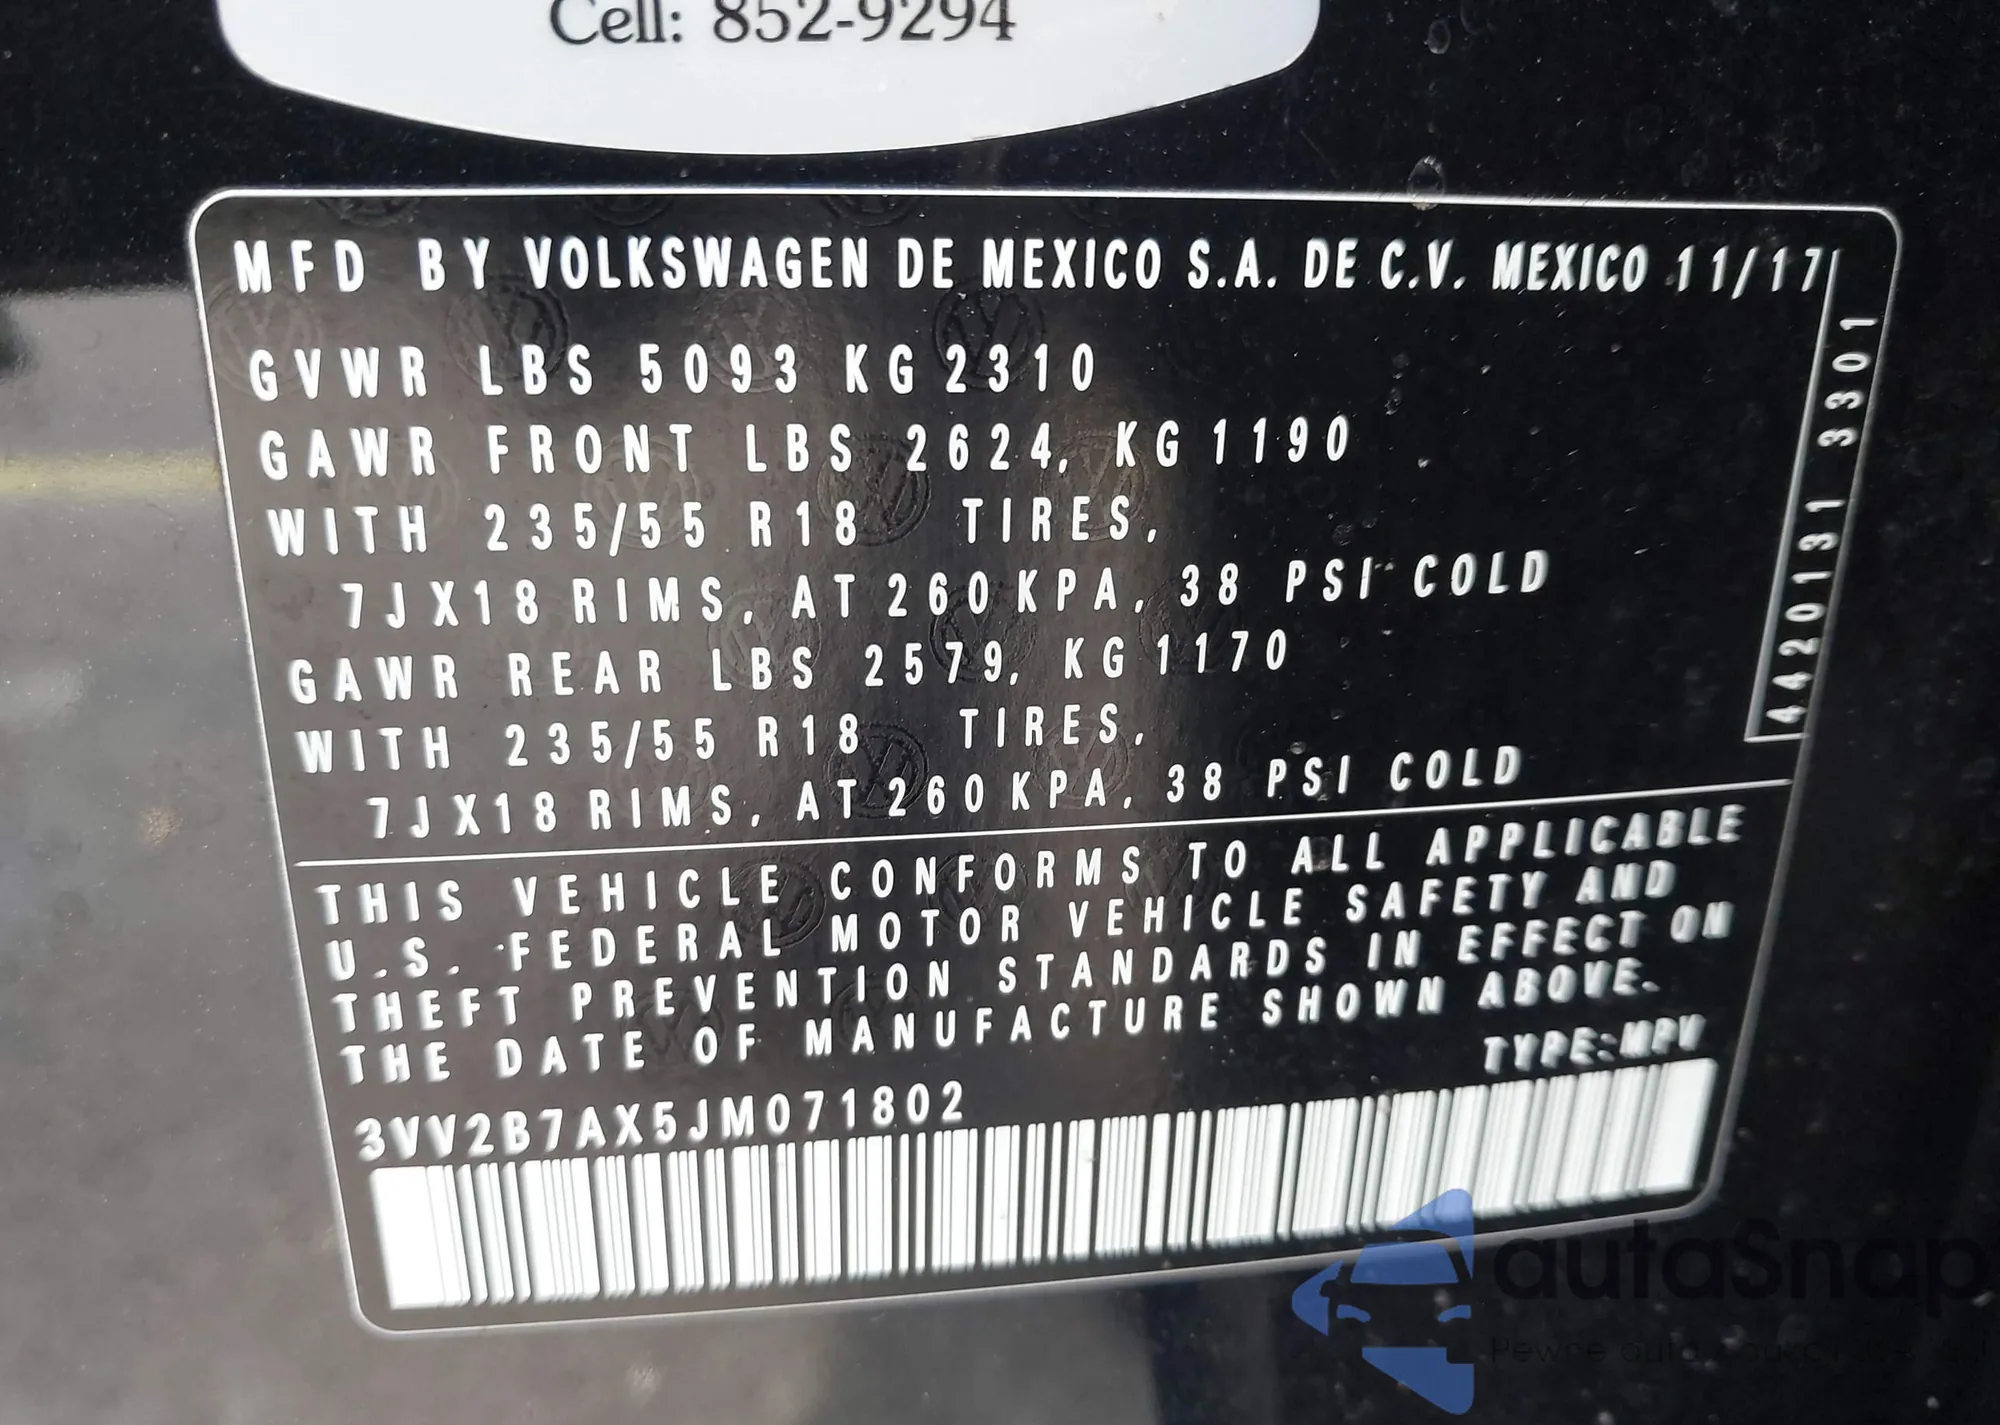 Cell: 852-9294
MFD BY VOLKSWAGEN DE MEXICO S.A. DE C.V. MEXICO 11/17
GVWR LBS 5093 KG 2310
GAWR FRONT LBS 2624, KG 1190
WITH 235/55 R18 TIRES,
7JX18 RIMS, AT 260 KPA, 38 PSI COLD
GAWR REAR LBS 2579, KG 1170
WITH 235/55 R18 TIRES,
7JX18 RIMS, AT 260 KPA, 38 PSI COLD
4420131 3301
THIS VEHICLE CONFORMS TO ALL APPLICABLE
U.S. FEDERAL MOTOR VEHICLE SAFETY AND
THEFT PREVENTION STANDARDS IN EFFECT ON
THE DATE OF MANUFACTURE SHOWN ABOVE.
TYPE:MPV
3VV2B7AX5JM071802
autaSnap
Pewne auta